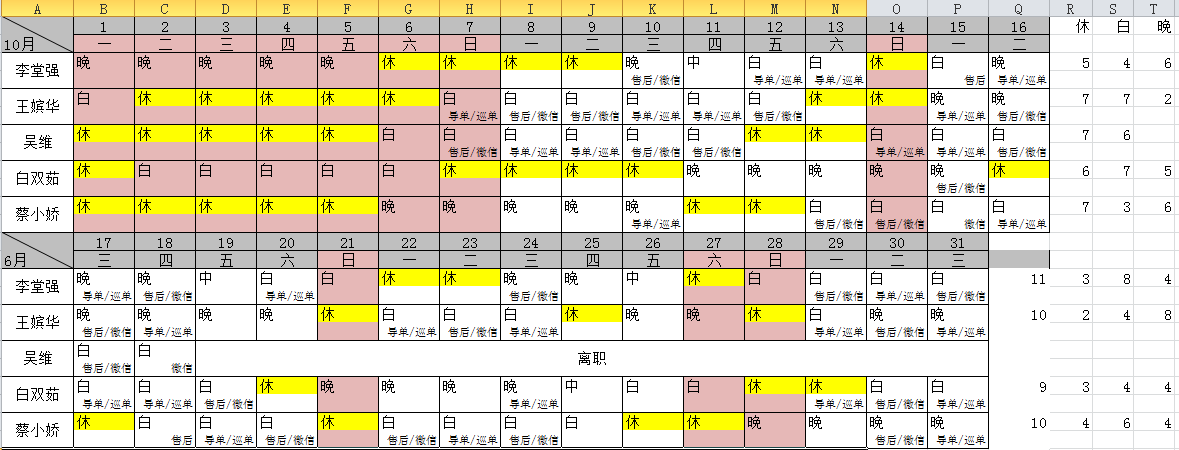 A B C D E F G H I J K L M N O P Q R S T
1 2 3 4 5 6 7 8 9 10 11 12 13 14 15 16 休 白 晚
10月 一 二 三 四 五 六 日 一 二 三 四 五 六 日 一 二
李堂强 晚 晚 晚 晚 晚 休 休 休 休 晚 中 白 白 休 白 晚 5 4 6
售后/微信 导单/巡单 导单/巡单 售后 导单/巡单
王嫔华 白 休 休 休 休 休 白 白 白 白 白 白 休 休 晚 晚 7 7 2
导单/巡单 售后/微信 售后/微信 导单/巡单 导单/巡单 售后/微信 导单/巡单 售后/微信
吴维 休 休 休 休 休 白 白 白 白 白 白 休 休 白 白 白 7 6
售后/微信 导单/巡单 导单/巡单 售后/微信 售后/微信 导单/巡单 导单/巡单 售后/微信
白双茹 休 白 白 白 白 白 休 休 休 休 晚 晚 晚 晚 晚 休 6 7 5
售后/微信
蔡小娇 休 休 休 休 休 晚 晚 晚 晚 晚 休 休 白 白 白 白 7 3 6
导单/巡单 售后/微信 售后/微信 微信 导单/巡单
17 18 19 20 21 22 23 24 25 26 27 28 29 30 31
6月 三 四 五 六 日 一 二 三 四 五 六 日 一 二 三
李堂强 晚 晚 中 白 白 休 休 晚 晚 中 休 白 白 白 白 11 3 8 4
导单/巡单 售后/微信 导单/巡单 售后/微信 售后/微信 导单/巡单 售后/微信
王嫔华 晚 晚 晚 晚 休 白 白 白 休 晚 晚 休 白 晚 晚 10 2 4 8
售后/微信 导单/巡单 导单/巡单 售后/微信 导单/巡单 导单/巡单 售后/微信 导单/巡单
吴维 白 白 离职
售后/微信 微信
白双茹 白 白 白 休 晚 晚 晚 晚 中 白 白 休 休 白 白 9 3 4 4
导单/巡单 导单/巡单 售后/微信 导单/巡单 导单/巡单 导单/巡单
蔡小娇 休 白 白 白 休 白 白 白 白 休 休 晚 晚 晚 晚 10 4 6 4
售后 导单/巡单 售后/微信 售后/微信 导单/巡单 售后/微信 售后/微信 导单/巡单